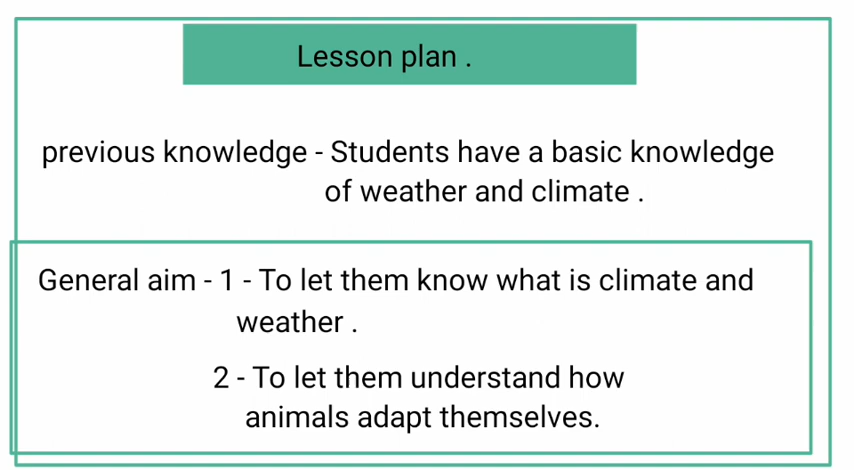 Lesson plan .
previous knowledge - Students have a basic knowledge
of weather and climate .
General aim - 1 - To let them know what is climate and
weather .
2 - To let them understand how
animals adapt themselves.